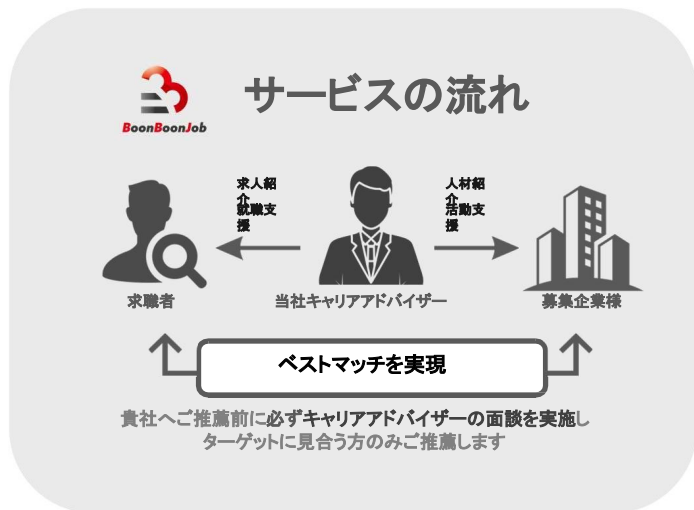 サービスの流れ
BoonBoonJob
求人紹
介
就職支
援
人材紹
介
活動支
援
求職者
当社キャリアアドバイザー
募集企業様
ベストマッチを実現
貴社へご推薦前に必ずキャリアアドバイザーの面談を実施し
ターゲットに見合う方のみご推薦します